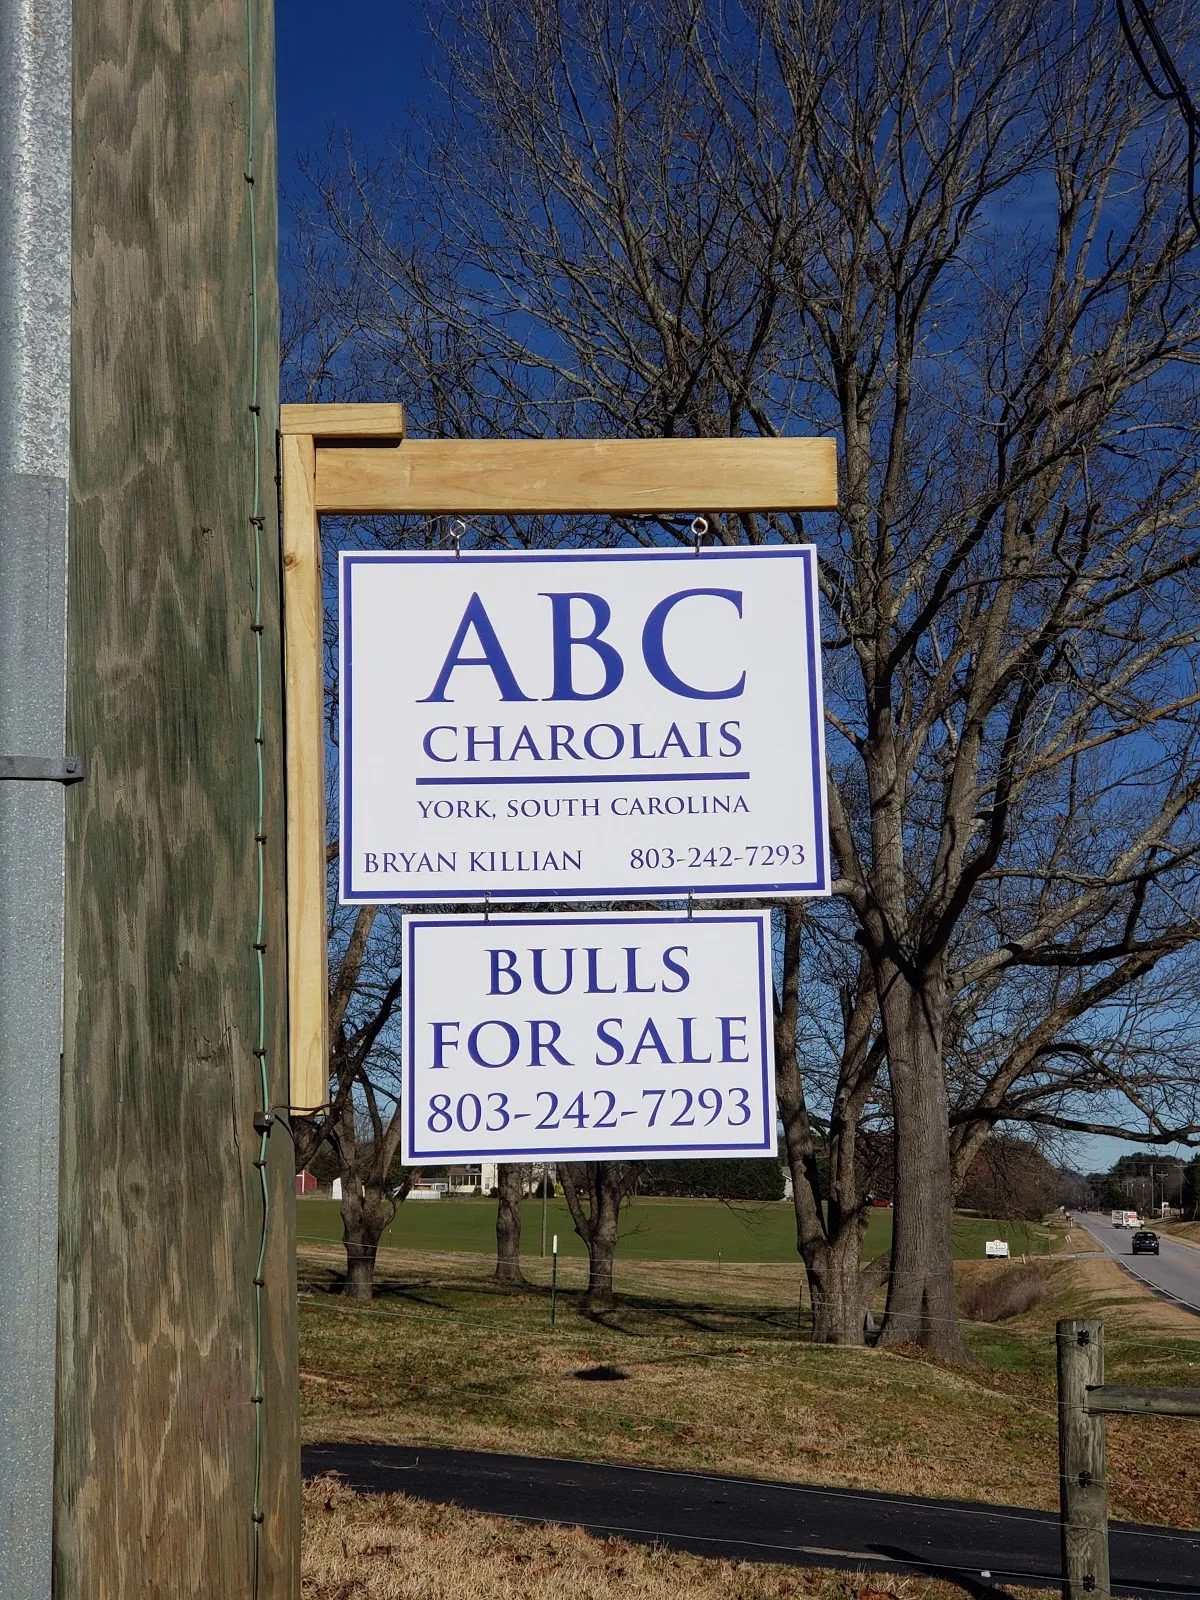 ABC
CHAROLAIS
YORK, SOUTH CAROLINA
BRYAN KILLIAN 803-242-7293
BULLS
FOR SALE
803-242-7293